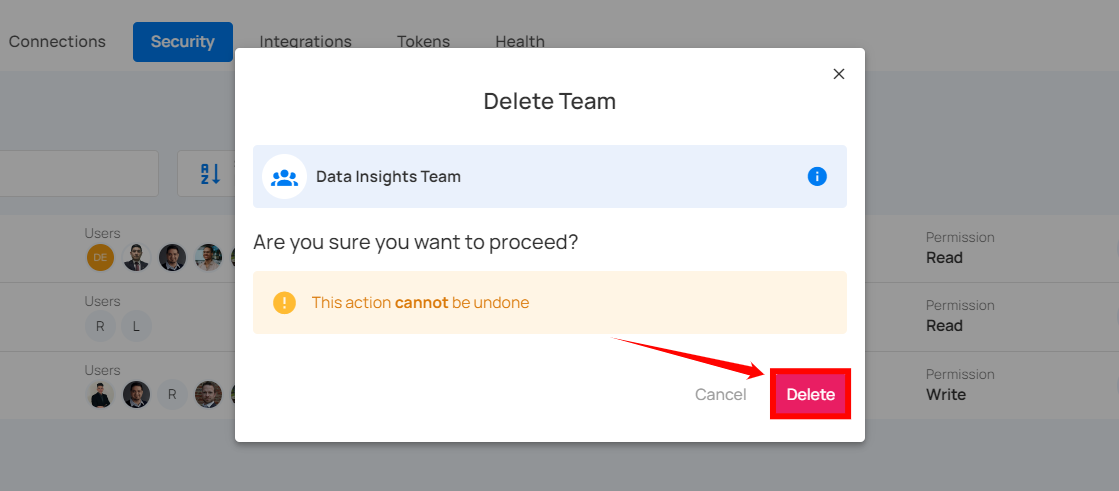 Connections Security Integrations Tokens Health
Delete Team
A
Z
Data Insights Team
Are you sure you want to proceed?
Users
DE
Permission
Read
This action cannot be undone
Users
R L
Permission
Read
Users
R
Permission
Write
Cancel Delete